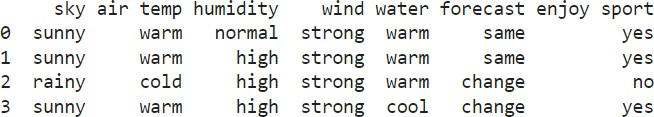 sky air temp humidity wind water forecast enjoy sport
0 sunny warm normal strong warm same yes
1 sunny warm high strong warm same yes
2 rainy cold high strong warm change no
3 sunny warm high strong cool change yes